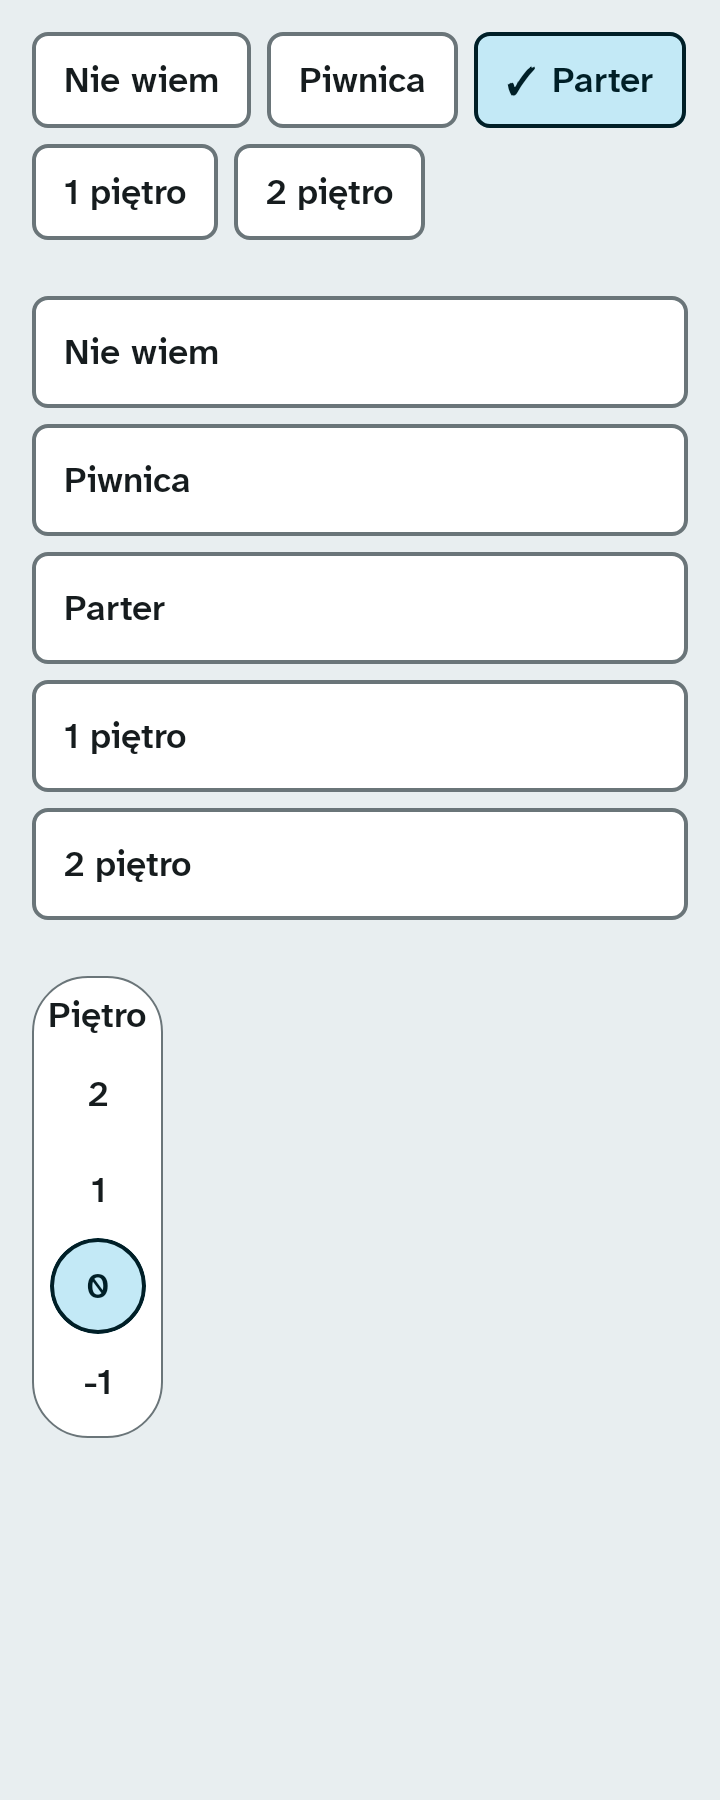 Nie wiem Piwnica ✓ Parter
1 piętro 2 piętro
Nie wiem
Piwnica
Parter
1 piętro
2 piętro
Piętro
2
1
0
-1